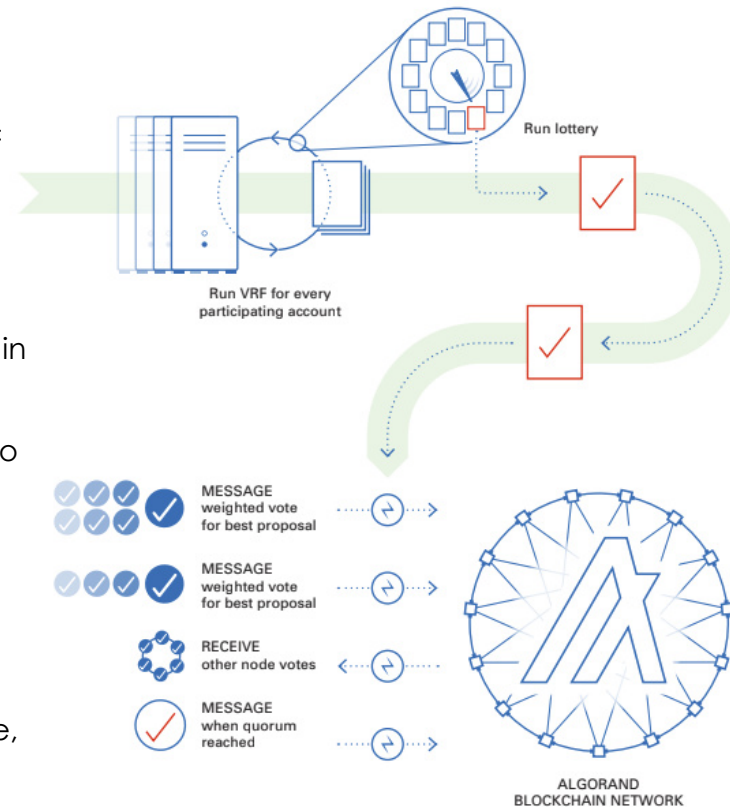 Run lottery
Run VRF for every
participating account
in
o
MESSAGE
weighted vote
for best proposal
MESSAGE
weighted vote
for best proposal
RECEIVE
other node votes
MESSAGE
when quorum
reached
e,
ALGORAND
BLOCKCHAIN NETWORK